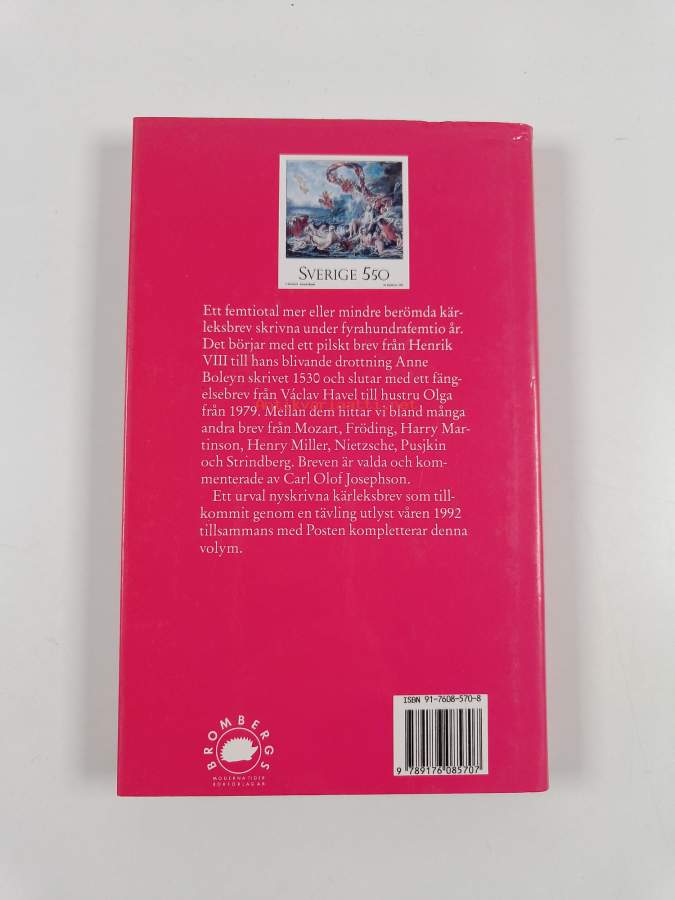 SVERIGE 550
Ett femtiotal mer eller mindre berömda kär-
leksbrev skrivna under fyrahundrafemtio år.
Det börjar med ett pilskt brev från Henrik
VIII till hans blivande drottning Anne
Boleyn skrivet 1530 och slutar med ett fäng-
elsebrev från Václav Havel till hustru Olga
från 1979. Mellan dem hittar vi bland många
andra brev från Mozart, Fröding, Harry Mar-
tinson, Henry Miller, Nietzsche, Pusjkin
och Strindberg. Breven är valda och kom-
menterade av Carl Olof Josephson.
Ett urval nyskrivna kärleksbrev som till-
kommit genom en tävling utlyst våren 1992
tillsammans med Posten kompletterar denna
volym.
ISBN 91-7608-570-8
9 789176 085707
BROMBERGS
MODERNA TIDER
BOKFÖRLAG AB